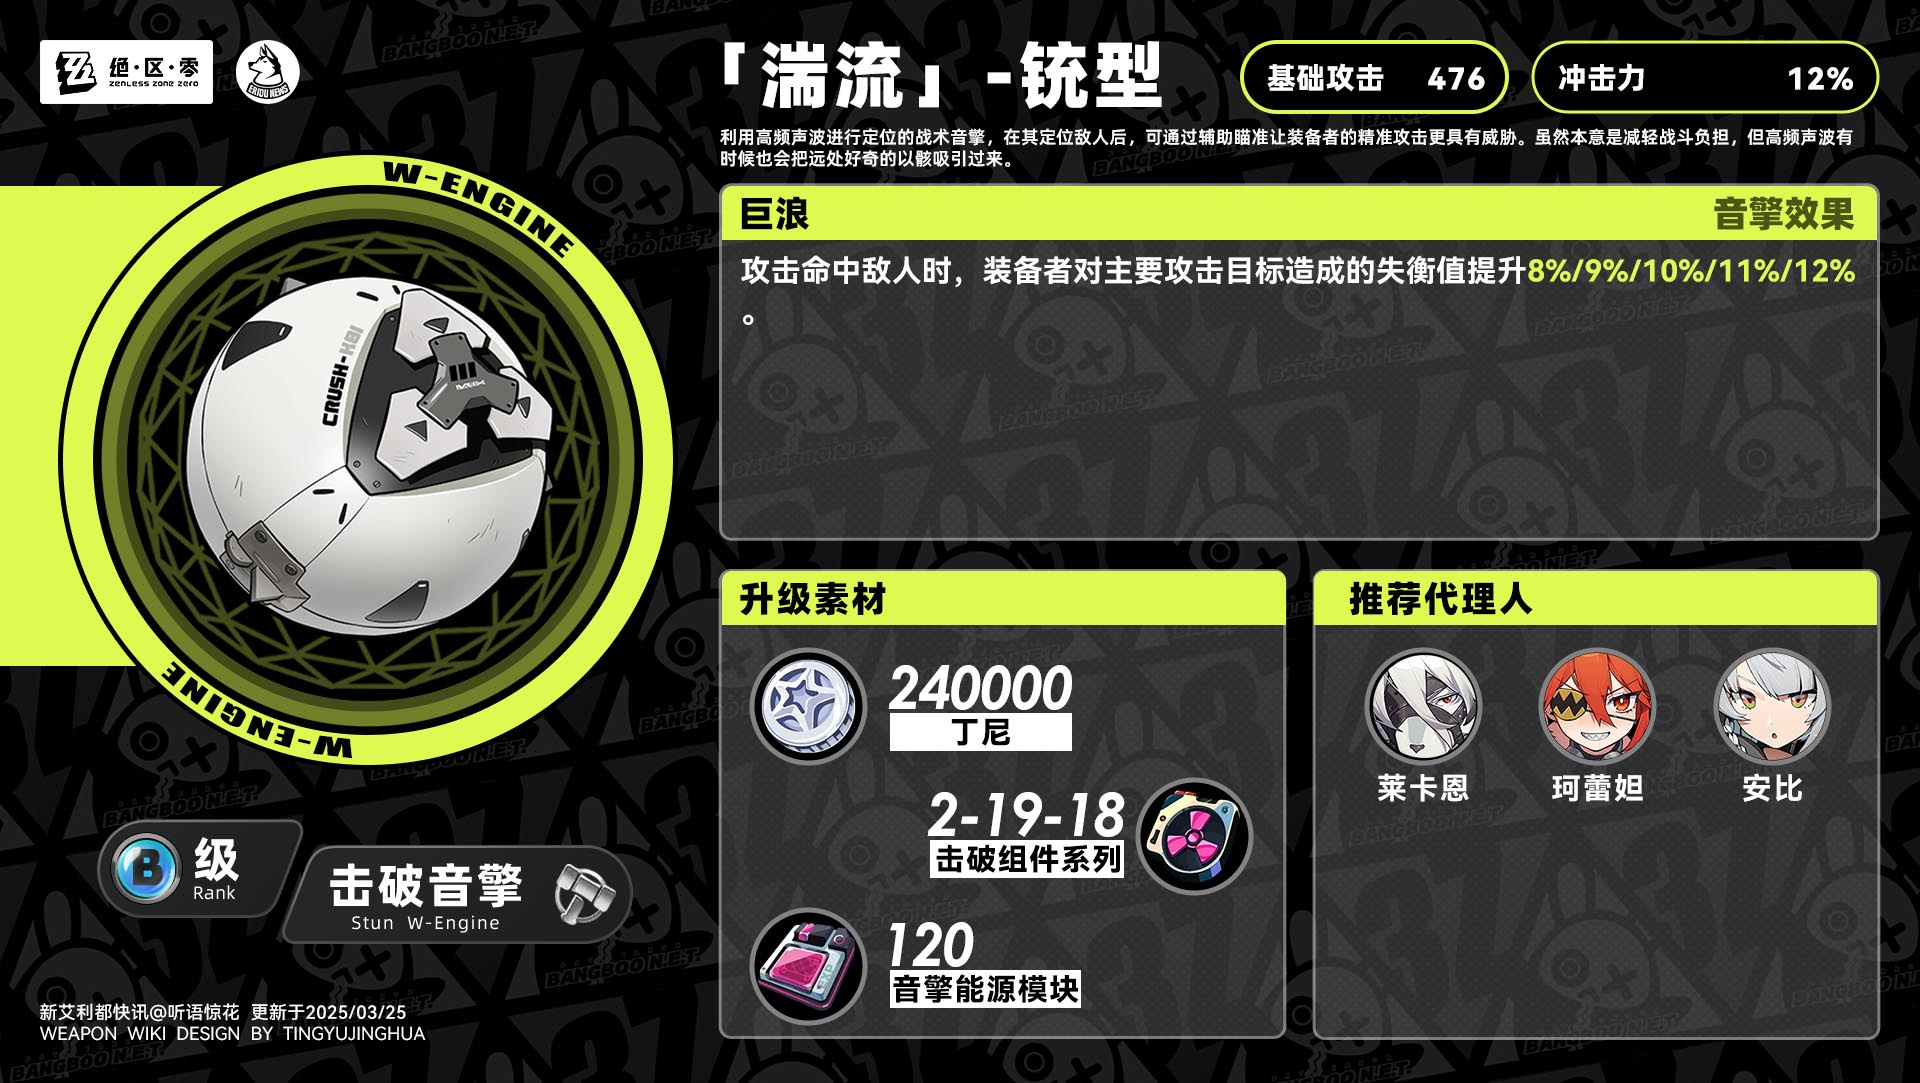 绝·区·零
ZENLESS ZONE ZERO
ERIDU NEWS
「湍流」-铳型
基础攻击 476
冲击力 12%
利用高频声波进行定位的战术音擎，在其定位敌人后，可通过辅助瞄准让装备者的精准攻击更具有威胁。虽然本意是减轻战斗负担，但高频声波有
时候也会把远处好奇的以骸吸引过来。
W-ENGINE
CRUSH-X81
W-ENGINE
巨浪
音擎效果
攻击命中敌人时，装备者对主要攻击目标造成的失衡值提升8%/9%/10%/11%/12%
。
升级素材
240000
丁尼
2-19-18
击破组件系列
120
音擎能源模块
推荐代理人
莱卡恩
珂蕾妲
安比
B
级
Rank
击破音擎
Stun W-Engine
新艾利都快讯@听语惊花 更新于2025/03/25
WEAPON WIKI DESIGN BY TINGYUJINGHUA
BANGBOO N.E.T.